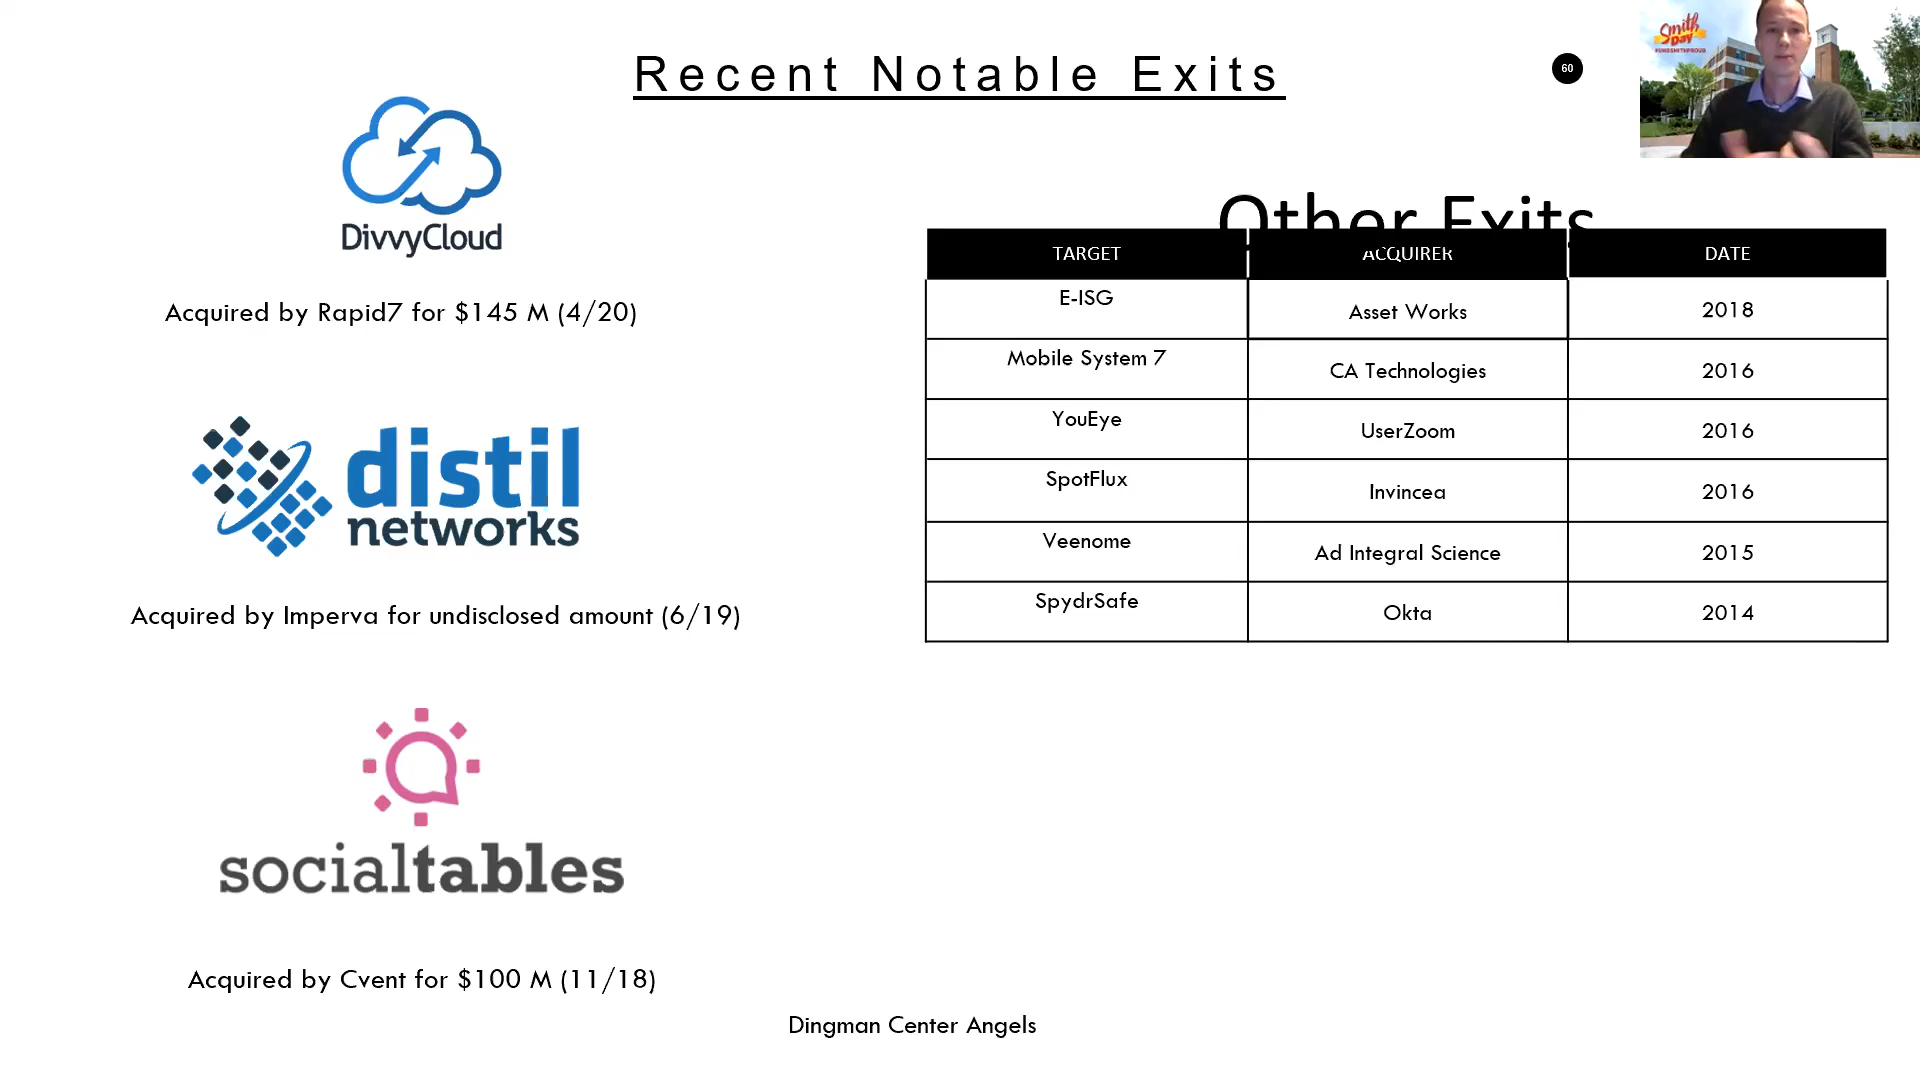 Recent Notable Exits
60
Smith
Day
DivvyCloud
Acquired by Rapid7 for $145 M (4/20)
distil
networks
Acquired by Imperva for undisclosed amount (6/19)
socialtables
Acquired by Cvent for $100 M (11/18)
Other Exits
TARGET ACQUIRER DATE
E-ISG Asset Works 2018
Mobile System 7 CA Technologies 2016
YouEye UserZoom 2016
SpotFlux Invincea 2016
Veenome Ad Integral Science 2015
SpydrSafe Okta 2014
Dingman Center Angels